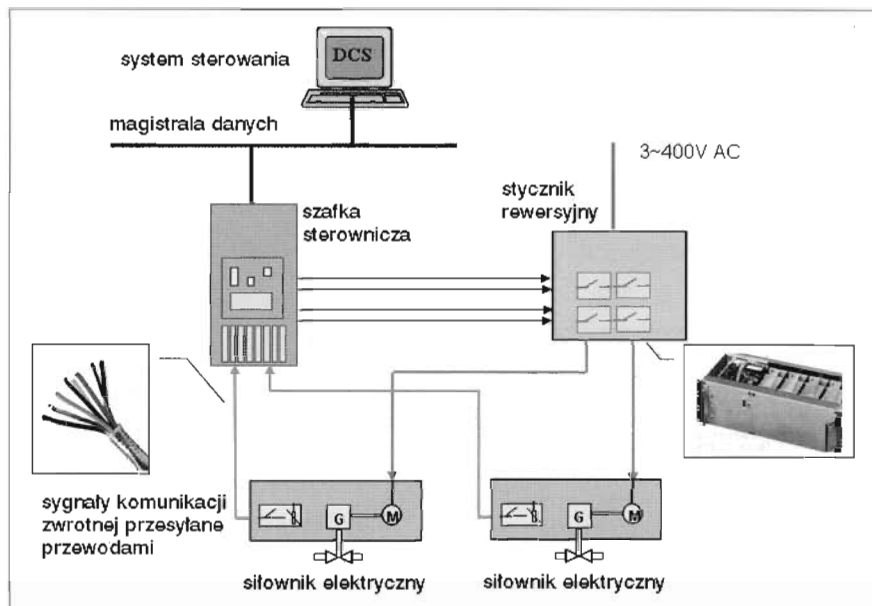 system sterowania
DCS
magistrala danych
3~400V AC
szafka
sterownicza
stycznik
rewersyjny
sygnały komunikacji
zwrotnej przesyłane
przewodami
G
M
G
M
siłownik elektryczny
siłownik elektryczny